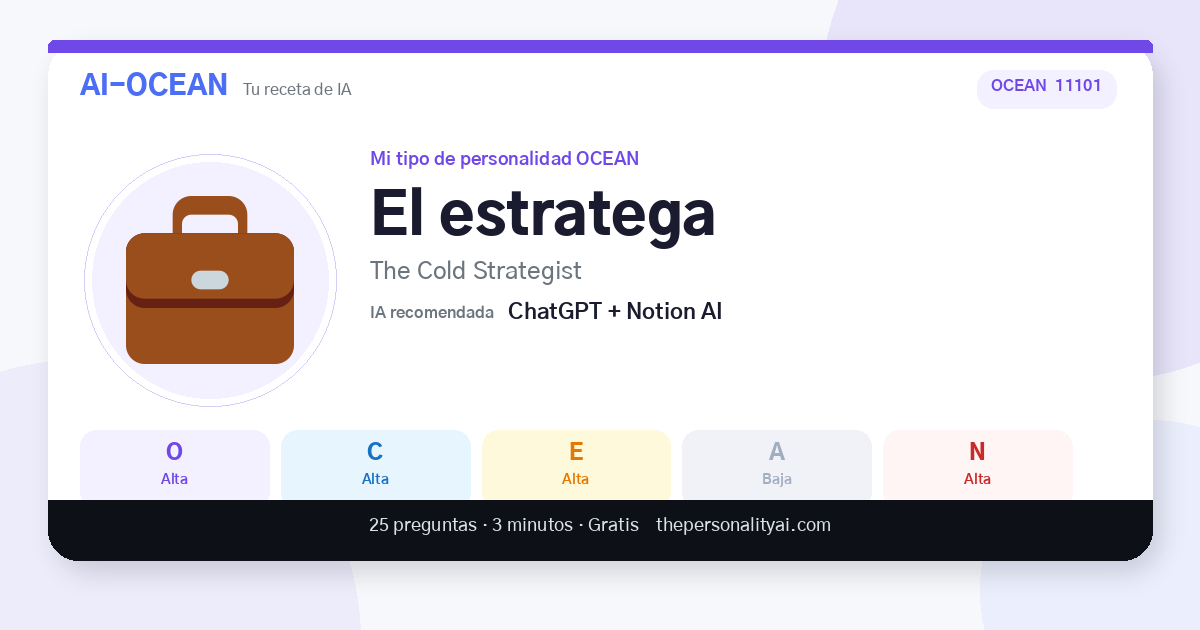 AI-OCEAN Tu receta de IA OCEAN 11101
Mi tipo de personalidad OCEAN
El estratega
The Cold Strategist
IA recomendada ChatGPT + Notion AI
O C E A N
Alta Alta Alta Baja Alta
25 preguntas · 3 minutos · Gratis thepersonalityai.com